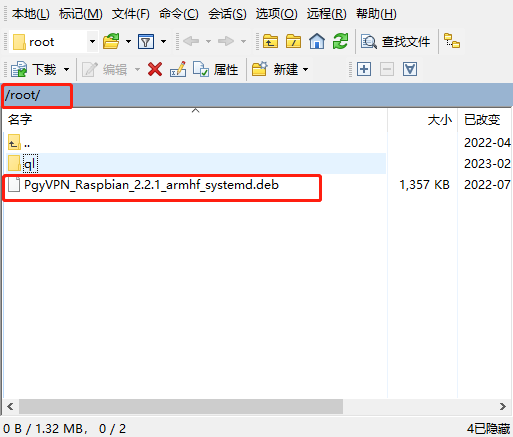 本地(L) 标记(M) 文件(F) 命令(C) 会话(S) 选项(O) 远程(R) 帮助(H)
root 查找文件
下载 编辑 属性 新建
/root/
名字 大小 已改变
.. 2022-04
ql 2023-02
PgyVPN_Raspbian_2.2.1_armhf_systemd.deb 1,357 KB 2022-07
0 B / 1.32 MB, 0 / 2 4已隐藏